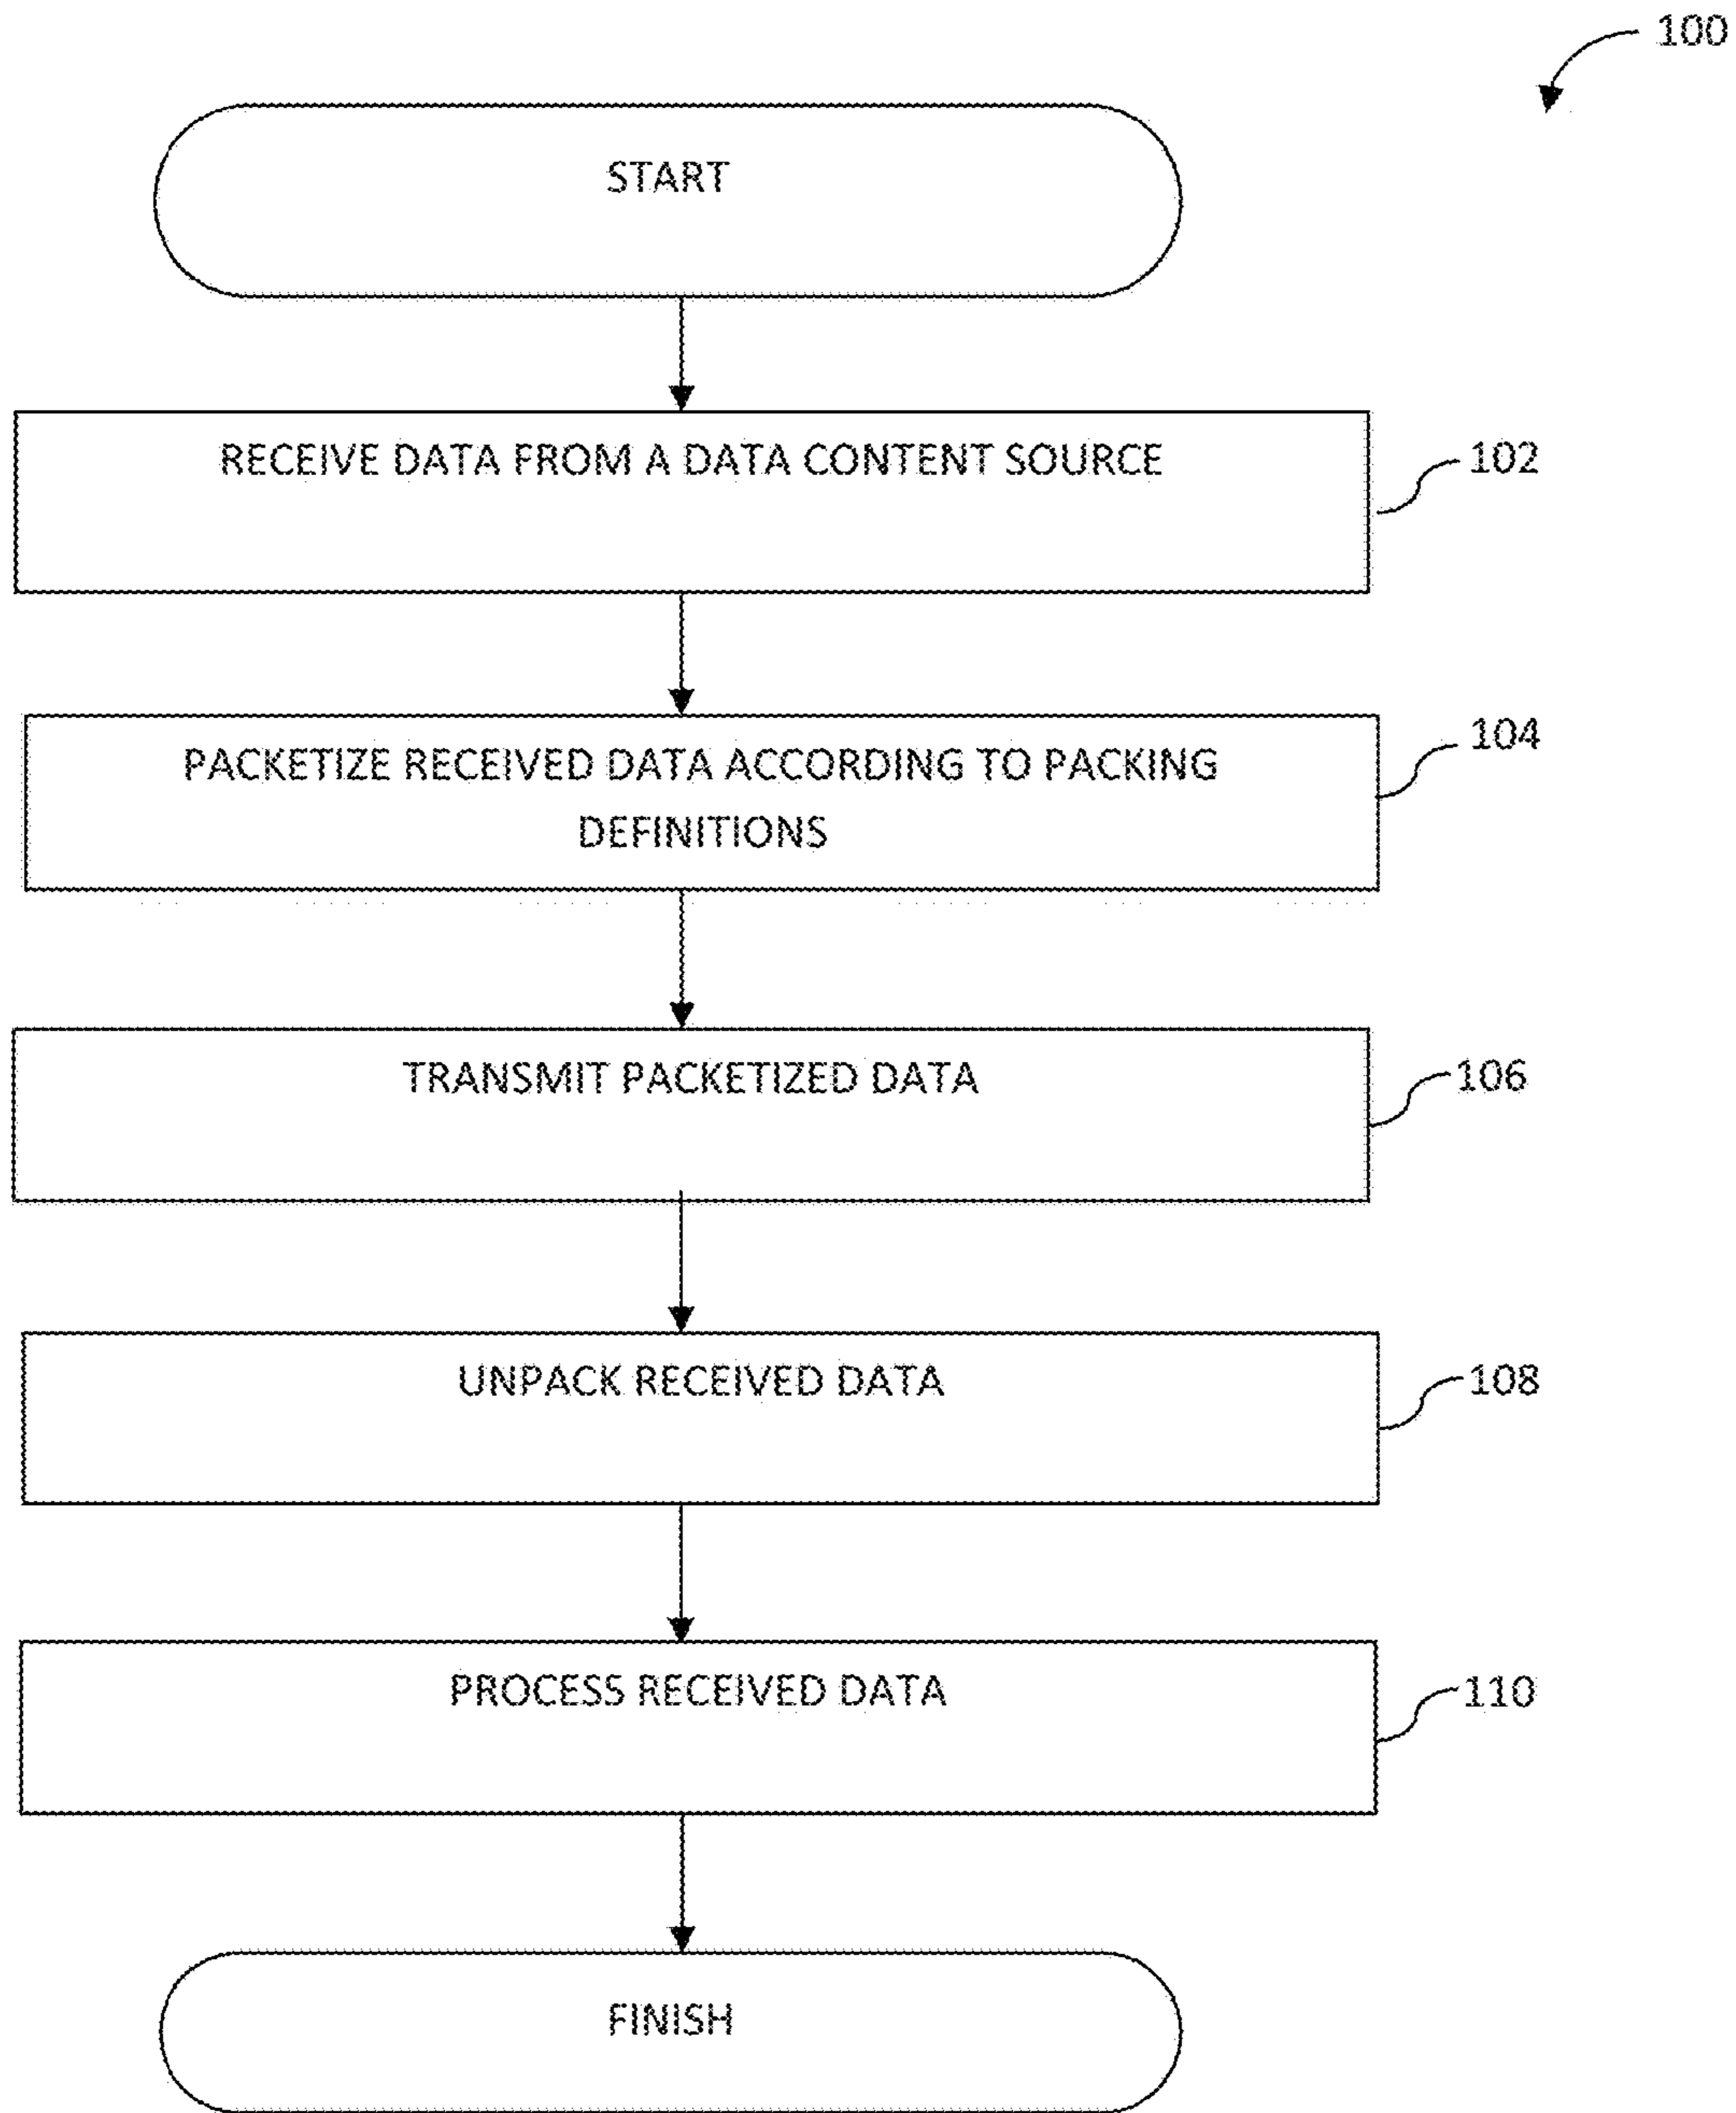 100
START
RECEIVE DATA FROM A DATA CONTENT SOURCE
102
PACKETIZE RECEIVED DATA ACCORDING TO PACKING
DEFINITIONS
104
TRANSMIT PACKETIZED DATA
106
UNPACK RECEIVED DATA
108
PROCESS RECEIVED DATA
110
FINISH